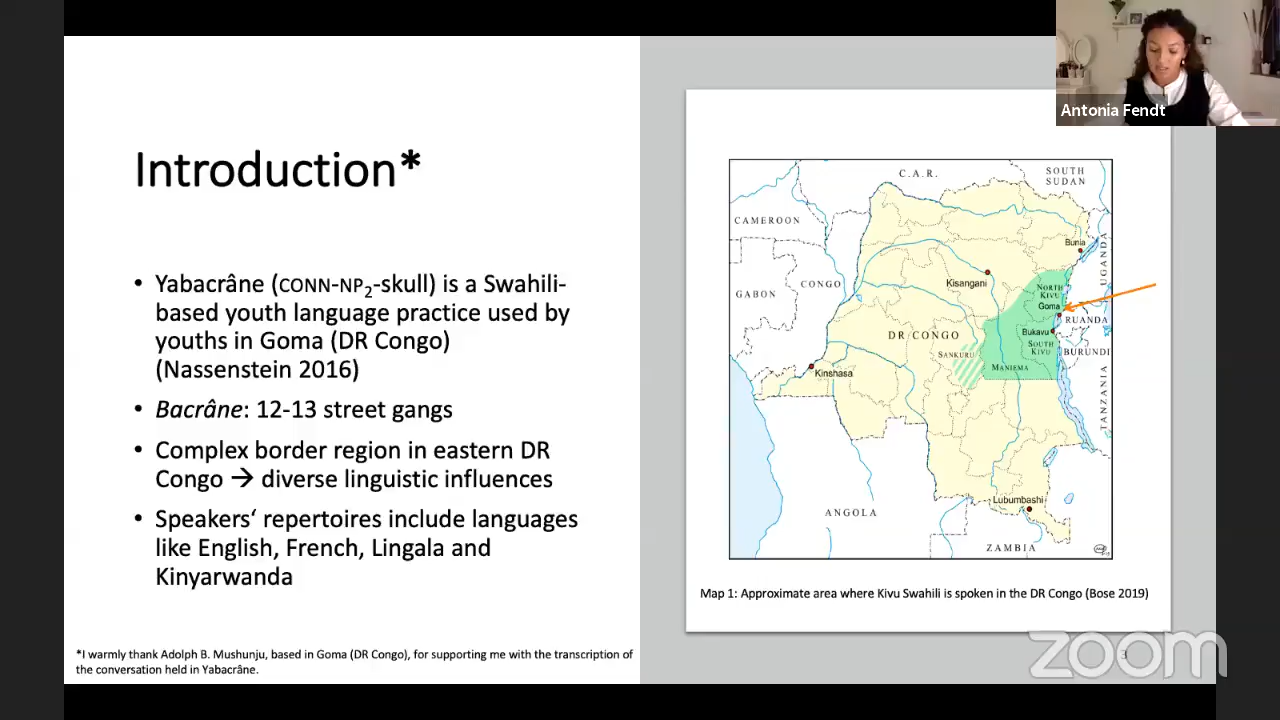 Introduction*
• Yabacrâne (CONN-NP2-skull) is a Swahili-
based youth language practice used by
youths in Goma (DR Congo)
(Nassenstein 2016)
• Bacrâne: 12-13 street gangs
• Complex border region in eastern DR
Congo → diverse linguistic influences
• Speakers‘ repertoires include languages
like English, French, Lingala and
Kinyarwanda
*I warmly thank Adolph B. Mushunju, based in Goma (DR Congo), for supporting me with the transcription of
the conversation held in Yabacrâne.
Antonia Fendt
C.A.R.
SOUTH
SUDAN
CAMEROON
Bunia
UGANDA
Kisangani
GABON
CONGO
NORTH
KIVU
Goma
RUANDA
Bukavu
DR CONGO
SOUTH
KIVU
BURUNDI
SANKURU
MANIEMA
Kinshasa
TANZANIA
Lubumbashi
ANGOLA
ZAMBIA
Map 1: Approximate area where Kivu Swahili is spoken in the DR Congo (Bose 2019)
3
zoom